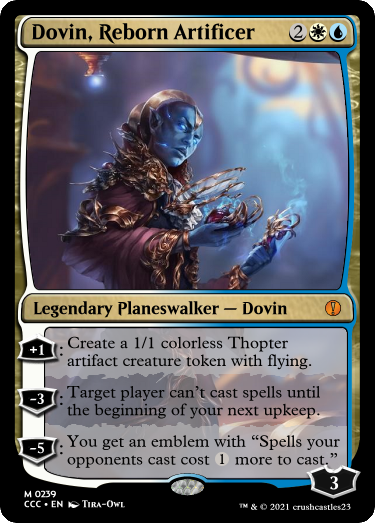 Dovin, Reborn Artificer 2
Legendary Planeswalker — Dovin
+1: Create a 1/1 colorless Thopter
artifact creature token with flying.
-3: Target player can't cast spells until
the beginning of your next upkeep.
-5: You get an emblem with “Spells your
opponents cast cost 1 more to cast.”
3
M 0239
CCC • EN Tira-Owl
™ & © 2021 crushcastles23